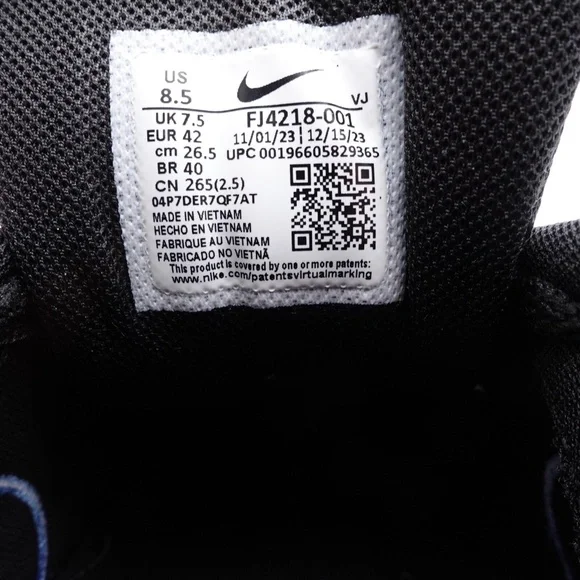 US
8.5
VJ
UK 7.5 FJ4218-001
EUR 42 11/01/23 | 12/15/23
cm 26.5 UPC 00196605829365
BR 40
CN 265(2.5)
04P7DER7QF7AT
MADE IN VIETNAM
HECHO EN VIETNAM
FABRIQUE AU VIETNAM
FABRICADO NO VIETNÃ
This product is covered by one or more patents:
www.nike.com/patentsvirtualmarking